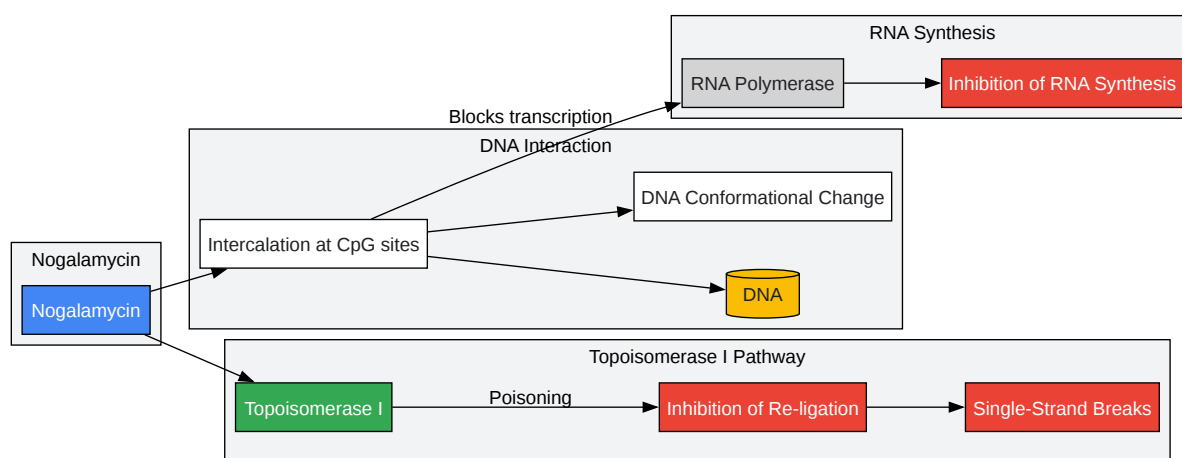 RNA Synthesis
RNA Polymerase
Inhibition of RNA Synthesis
Blocks transcription
DNA Interaction
DNA Conformational Change
Intercalation at CpG sites
DNA
Nogalamycin
Nogalamycin
Topoisomerase I Pathway
Topoisomerase I
Poisoning
Inhibition of Re-ligation
Single-Strand Breaks